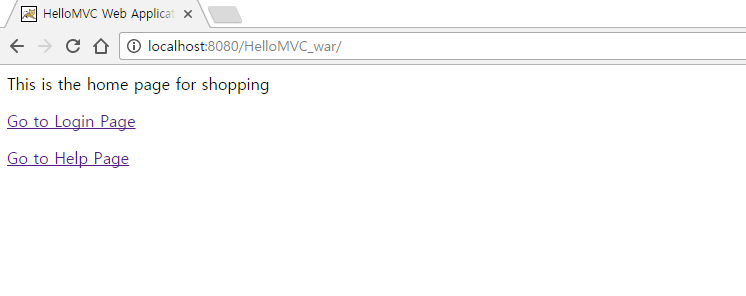 HelloMVC Web Applicat
localhost:8080/HelloMVC_war/
This is the home page for shopping
Go to Login Page
Go to Help Page